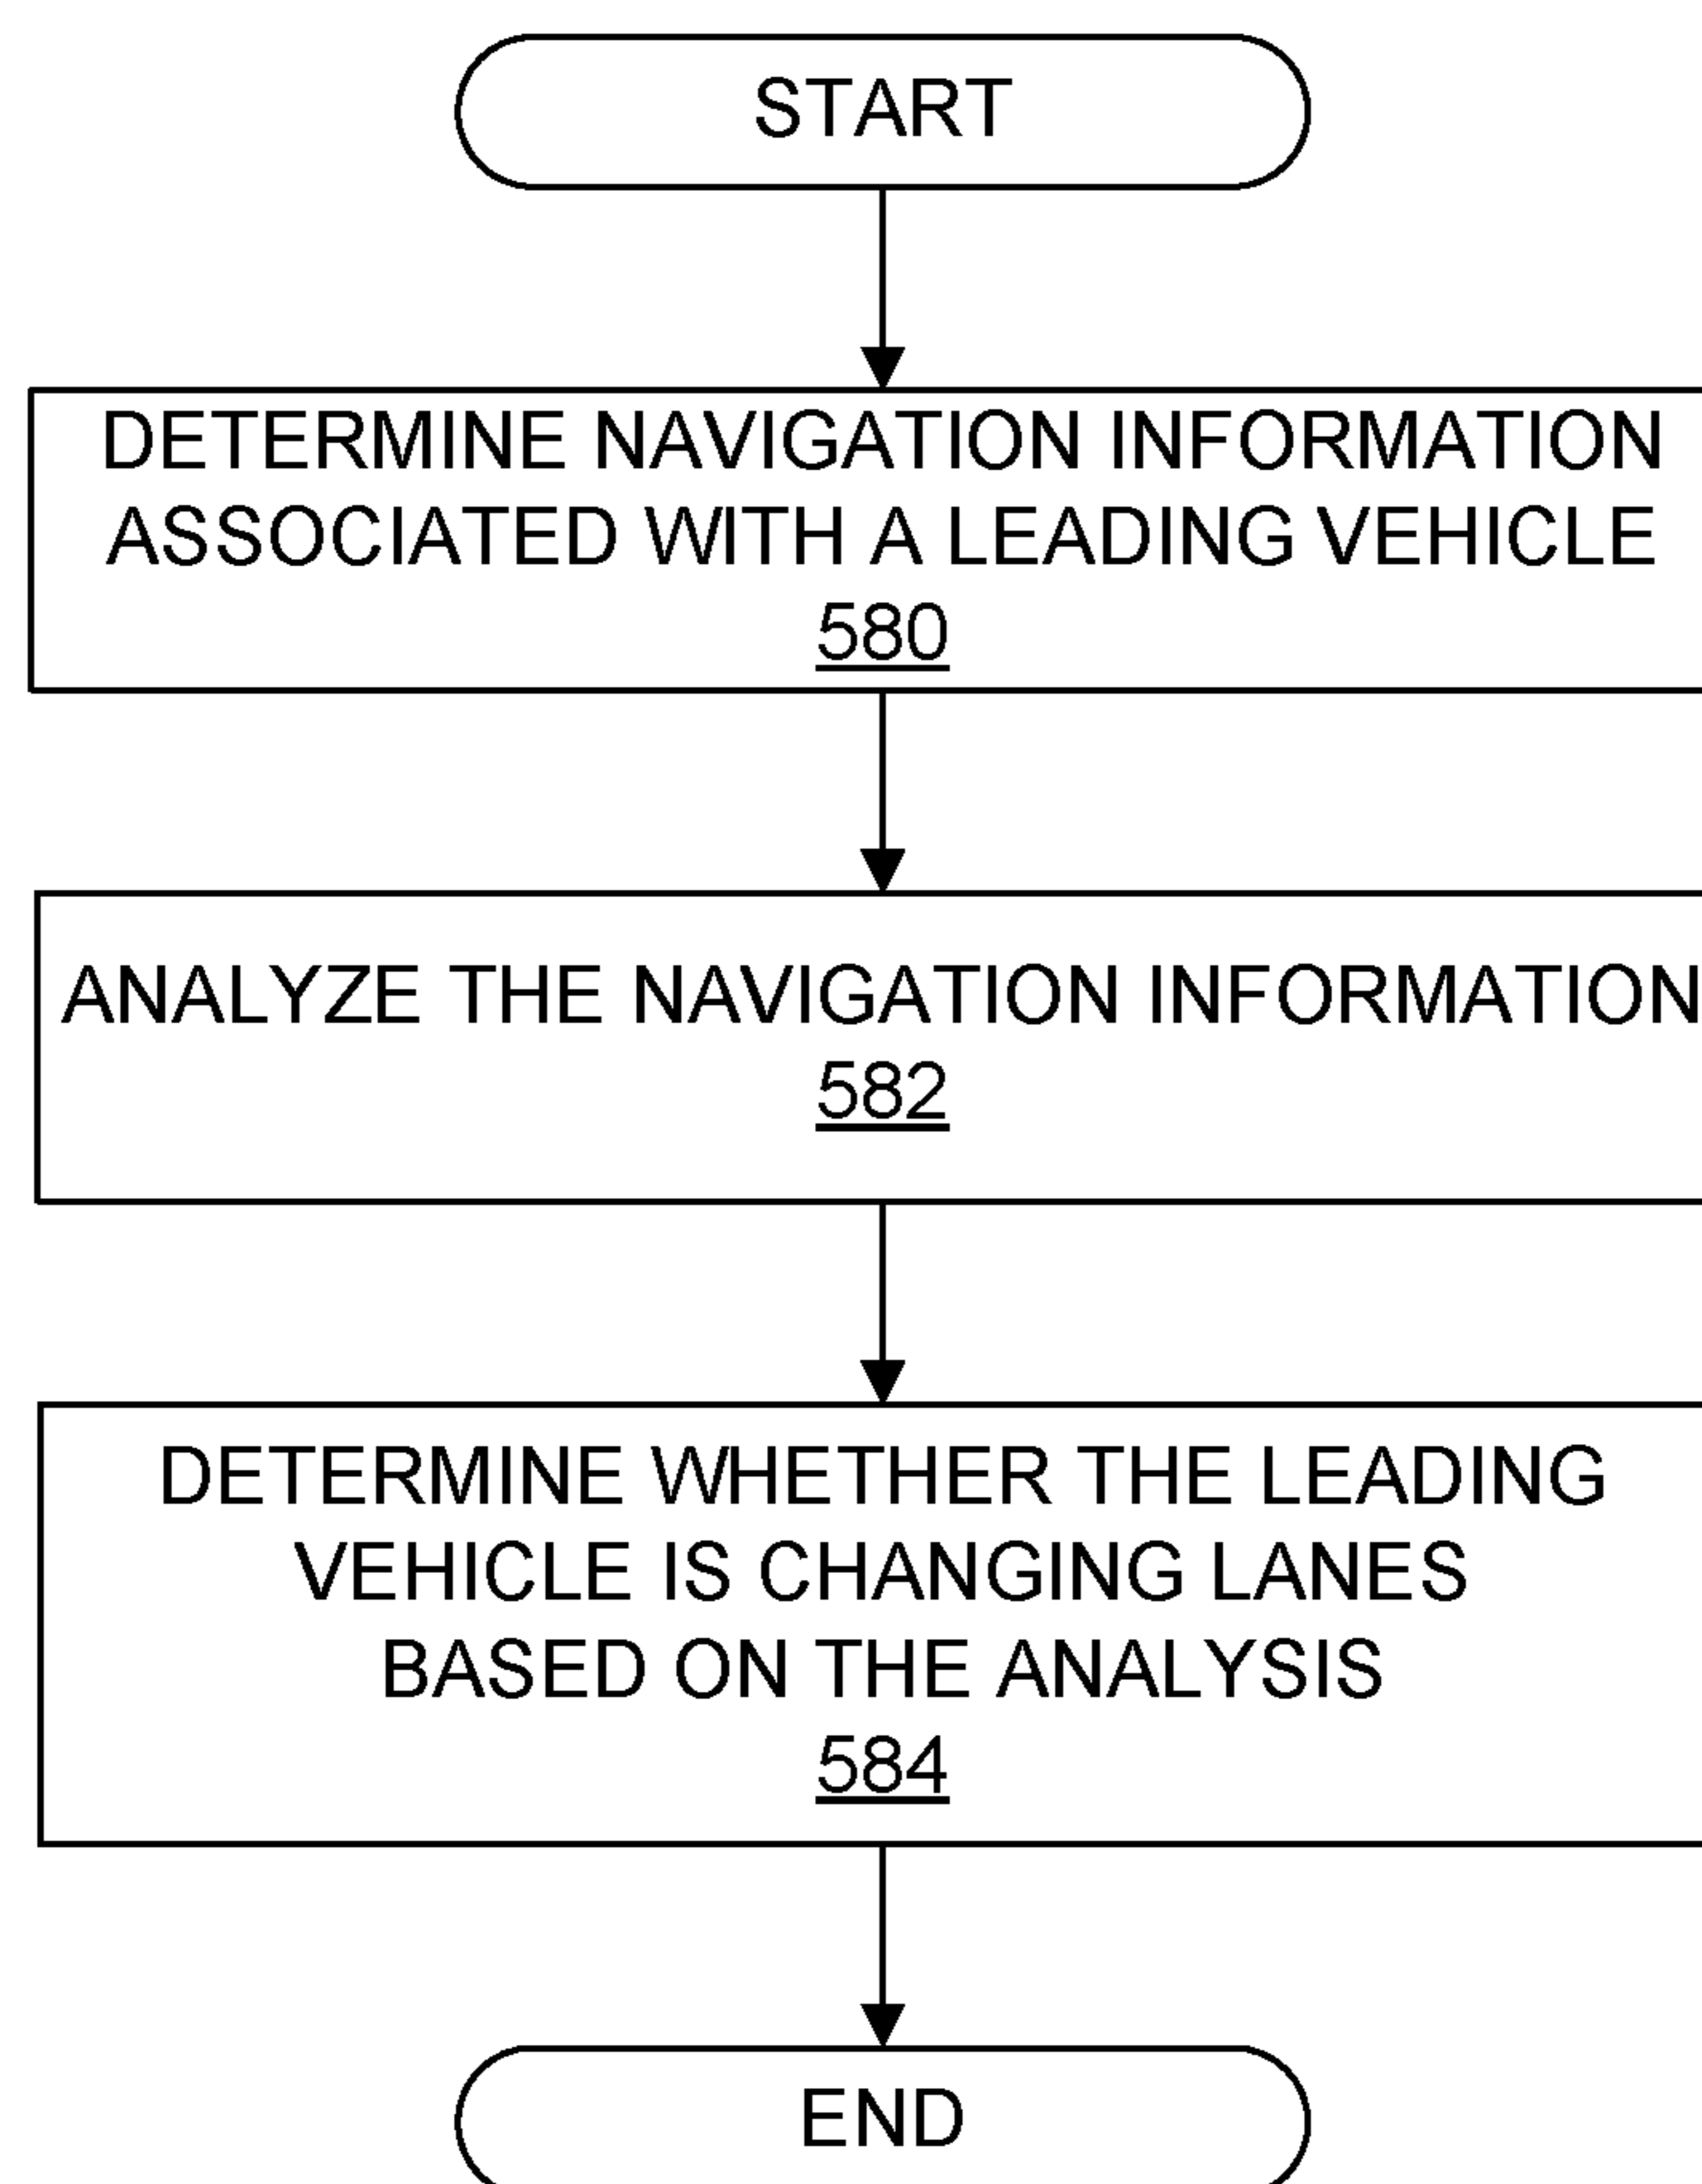 START
DETERMINE NAVIGATION INFORMATION
ASSOCIATED WITH A LEADING VEHICLE
580
ANALYZE THE NAVIGATION INFORMATION
582
DETERMINE WHETHER THE LEADING
VEHICLE IS CHANGING LANES
BASED ON THE ANALYSIS
584
END